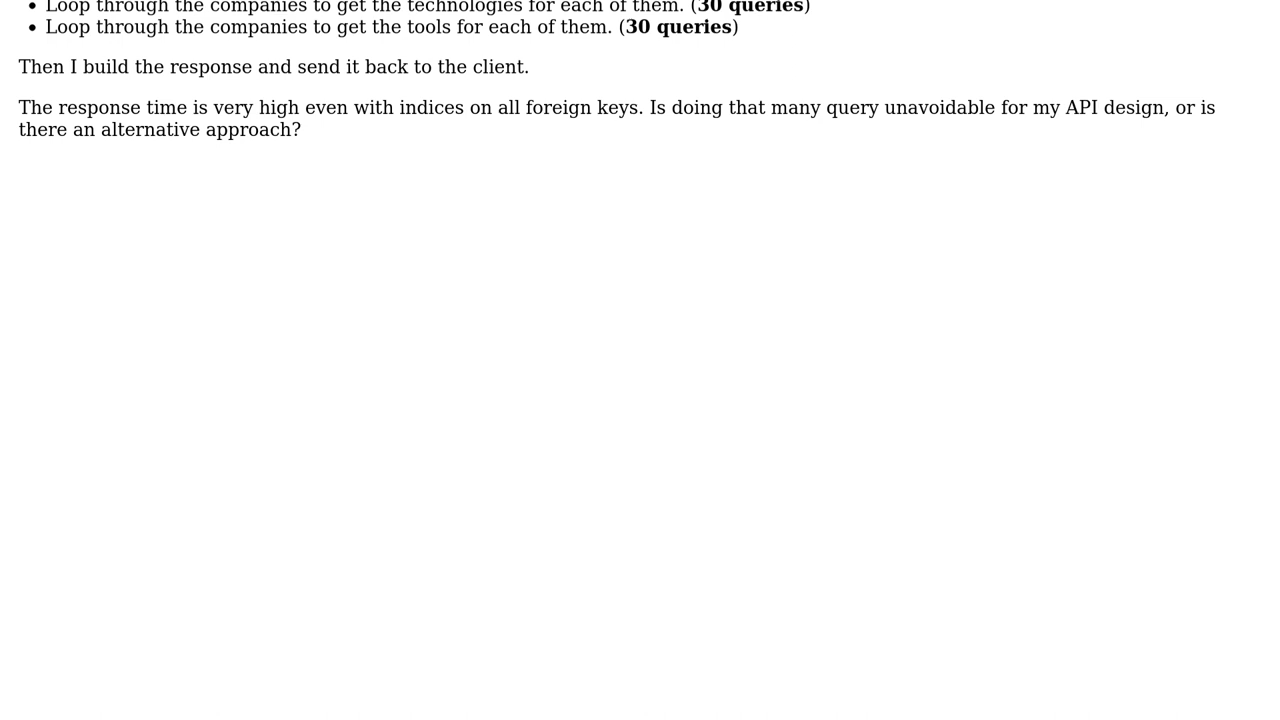 Loop through the companies to get the technologies for each of them. (30 queries)
Loop through the companies to get the tools for each of them. (30 queries)
Then I build the response and send it back to the client.
The response time is very high even with indices on all foreign keys. Is doing that many query unavoidable for my API design, or is
there an alternative approach?